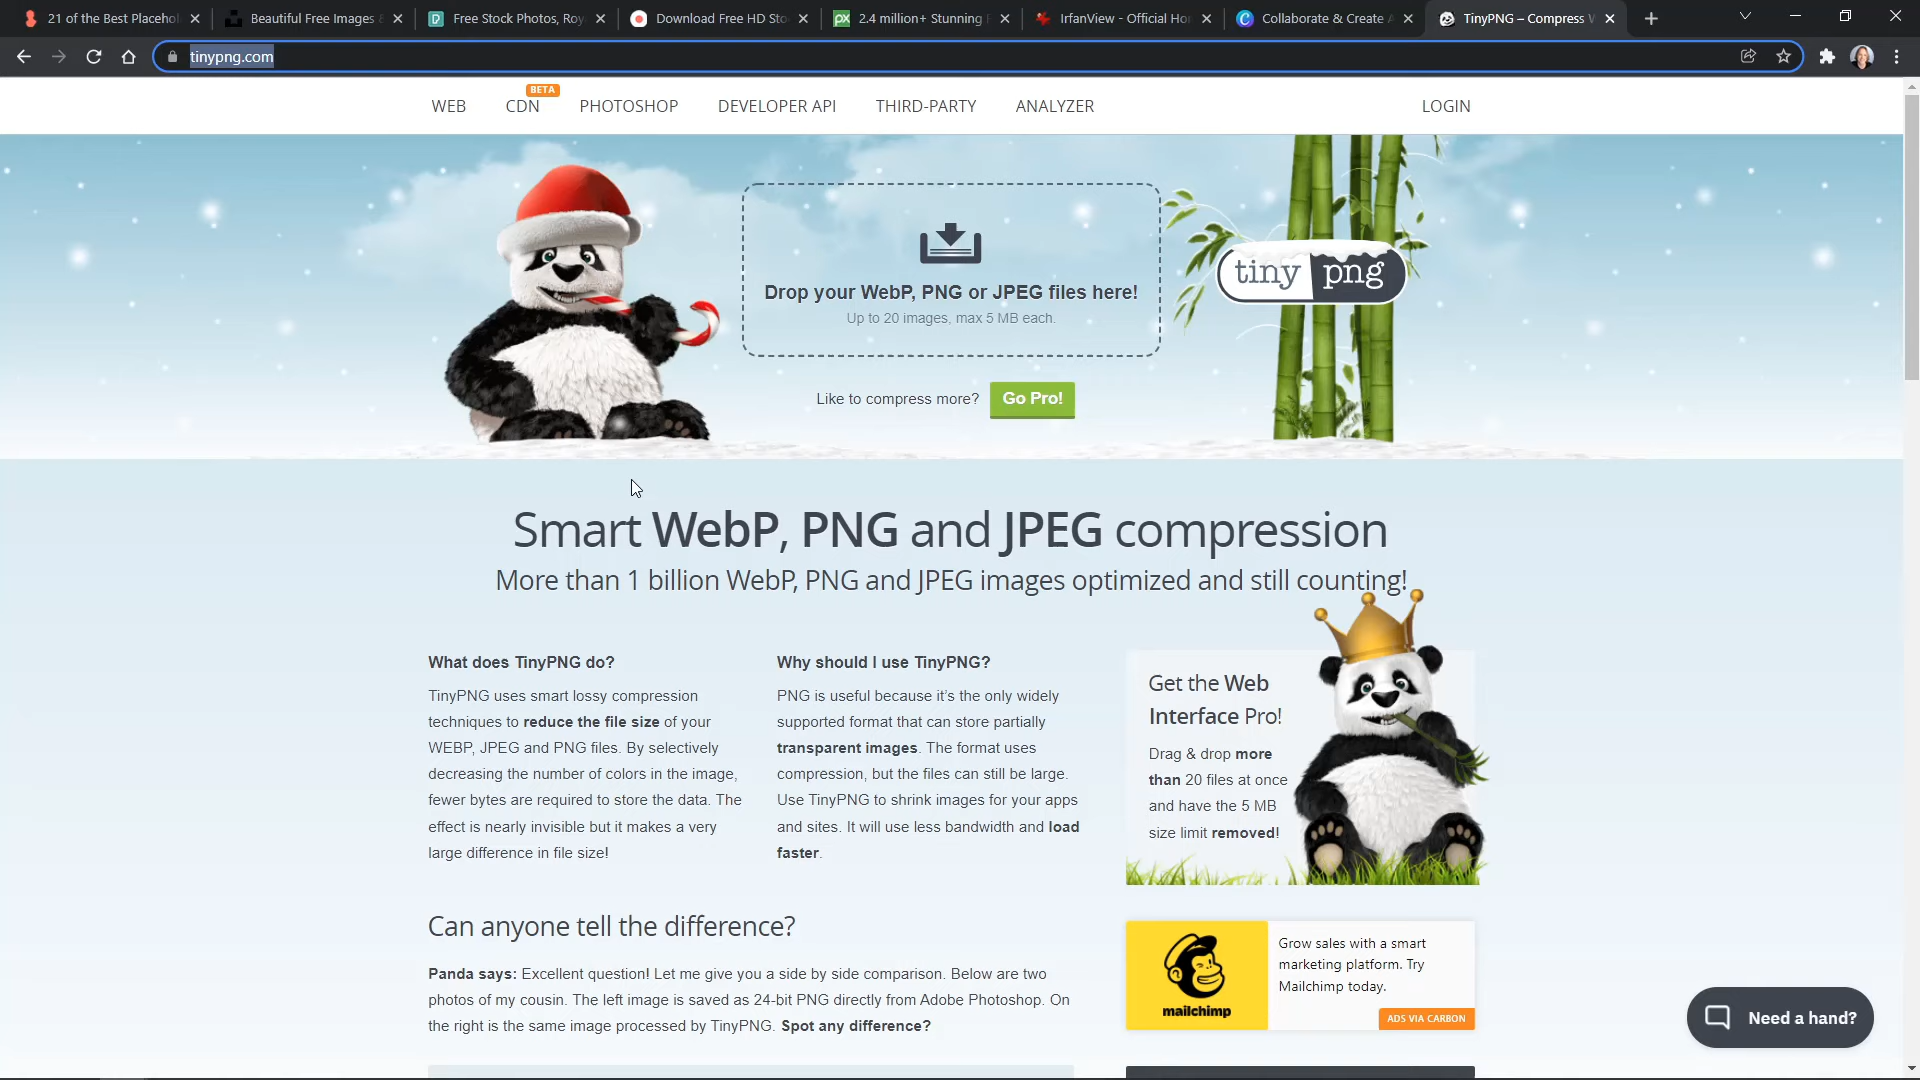 21 of the Best Placehol
Beautiful Free Images &
Free Stock Photos, Roy
Download Free HD Sto
2.4 million+ Stunning F
IrfanView - Official Ho
Collaborate & Create A
TinyPNG – Compress W
tinypng.com
WEB
CDN
BETA
PHOTOSHOP
DEVELOPER API
THIRD-PARTY
ANALYZER
LOGIN
Drop your WebP, PNG or JPEG files here!
Up to 20 images, max 5 MB each.
tiny png
Like to compress more?
Go Pro!
Smart WebP, PNG and JPEG compression
More than 1 billion WebP, PNG and JPEG images optimized and still counting!
What does TinyPNG do?
TinyPNG uses smart lossy compression
techniques to reduce the file size of your
WEBP, JPEG and PNG files. By selectively
decreasing the number of colors in the image,
fewer bytes are required to store the data. The
effect is nearly invisible but it makes a very
large difference in file size!
Why should I use TinyPNG?
PNG is useful because it's the only widely
supported format that can store partially
transparent images. The format uses
compression, but the files can still be large.
Use TinyPNG to shrink images for your apps
and sites. It will use less bandwidth and load
faster.
Get the Web
Interface Pro!
Drag & drop more
than 20 files at once
and have the 5 MB
size limit removed!
Can anyone tell the difference?
Panda says: Excellent question! Let me give you a side by side comparison. Below are two
photos of my cousin. The left image is saved as 24-bit PNG directly from Adobe Photoshop. On
the right is the same image processed by TinyPNG. Spot any difference?
mailchimp
Grow sales with a smart
marketing platform. Try
Mailchimp today.
ADS VIA CARBON
Need a hand?